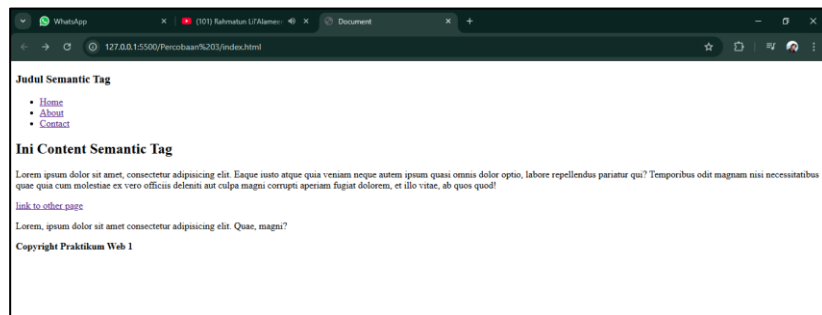 WhatsApp
(101) Rahmatun Lil'Alameen
Document
127.0.0.1:5500/Percobaan%203/index.html
Judul Semantic Tag
Home
About
Contact
Ini Content Semantic Tag
Lorem ipsum dolor sit amet, consectetur adipisicing elit. Eaque iusto atque quia veniam neque autem ipsum quasi omnis dolor optio, labore repellendus pariatur qui? Temporibus odit magnam nisi necessitatibus
quae quia cum molestiae ex vero officiis deleniti aut culpa magni corrupti aperiam fugiat dolorem, et illo vitae, ab quos quod!
link to other page
Lorem, ipsum dolor sit amet consectetur adipisicing elit. Quae, magni?
Copyright Praktikum Web 1